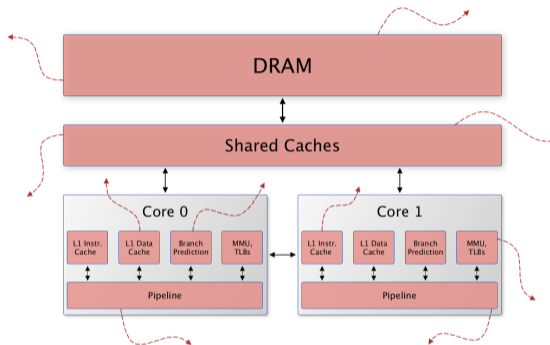 DRAM
Shared Caches
Core 0
L1 Instr.
Cache
L1 Data
Cache
Branch
Prediction
MMU,
TLBs
Pipeline
Core 1
L1 Instr.
Cache
L1 Data
Cache
Branch
Prediction
MMU,
TLBs
Pipeline